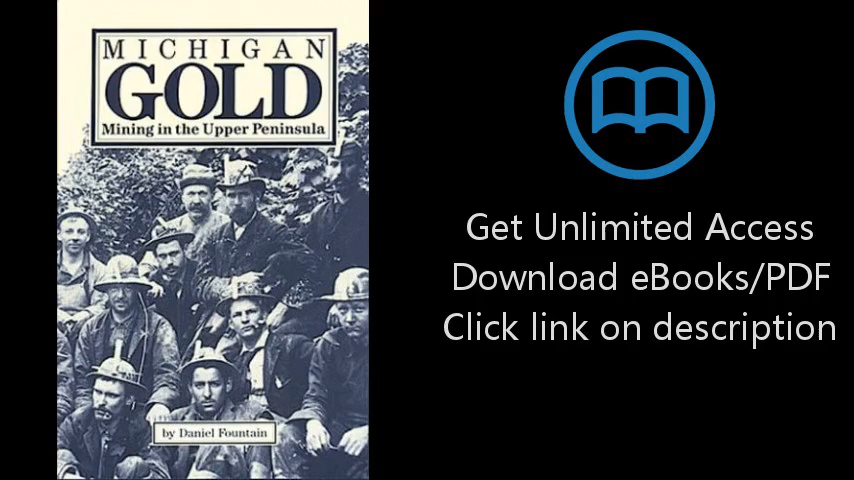 MICHIGAN
GOLD
Mining in the Upper Peninsula
by Daniel Fountain
Get Unlimited Access
Download eBooks/PDF
Click link on description